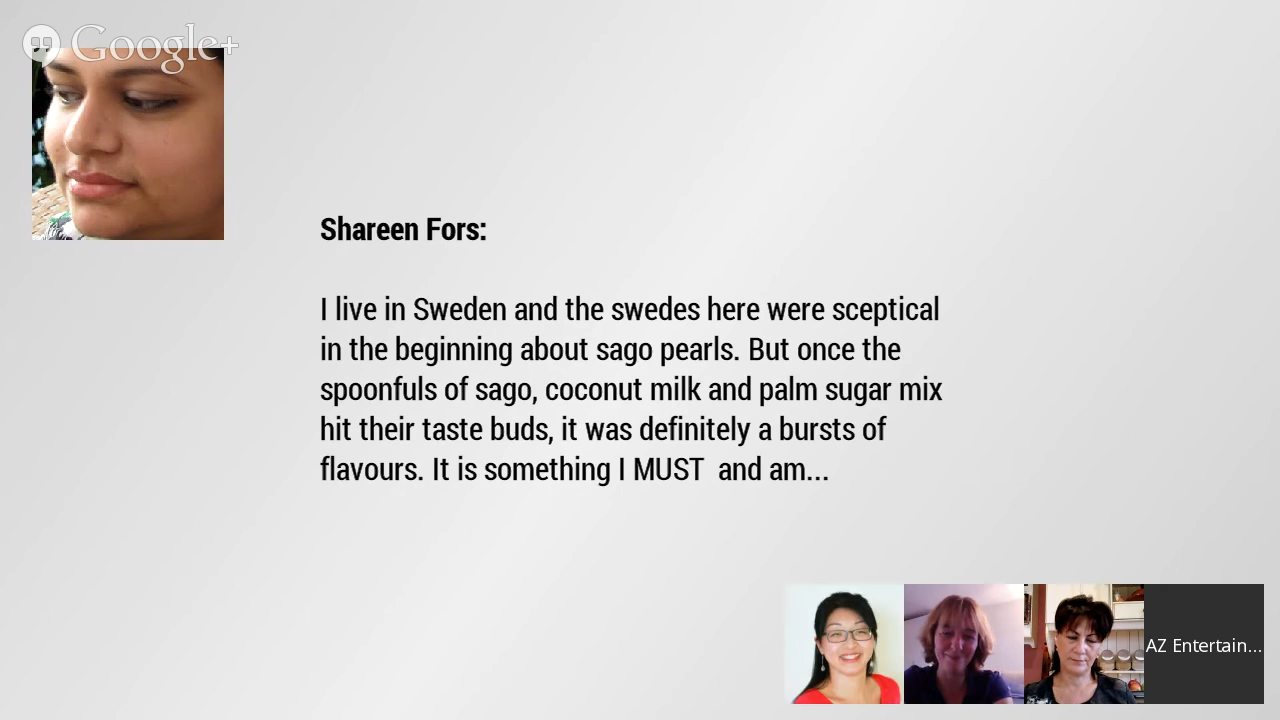 Google+
Shareen Fors:
I live in Sweden and the swedes here were sceptical
in the beginning about sago pearls. But once the
spoonfuls of sago, coconut milk and palm sugar mix
hit their taste buds, it was definitely a bursts of
flavours. It is something I MUST  and am...
AZ Entertain...